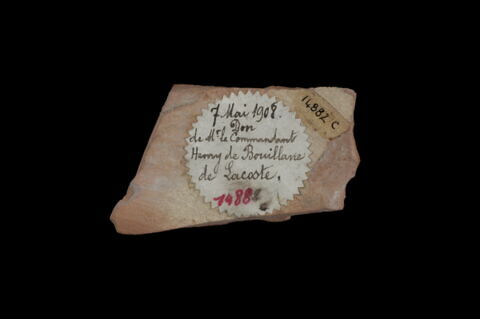 7 Mai 1908.
Don
de Mr. le Commandant
Henry de Bouillane
de Lacoste.
1488
14882 C